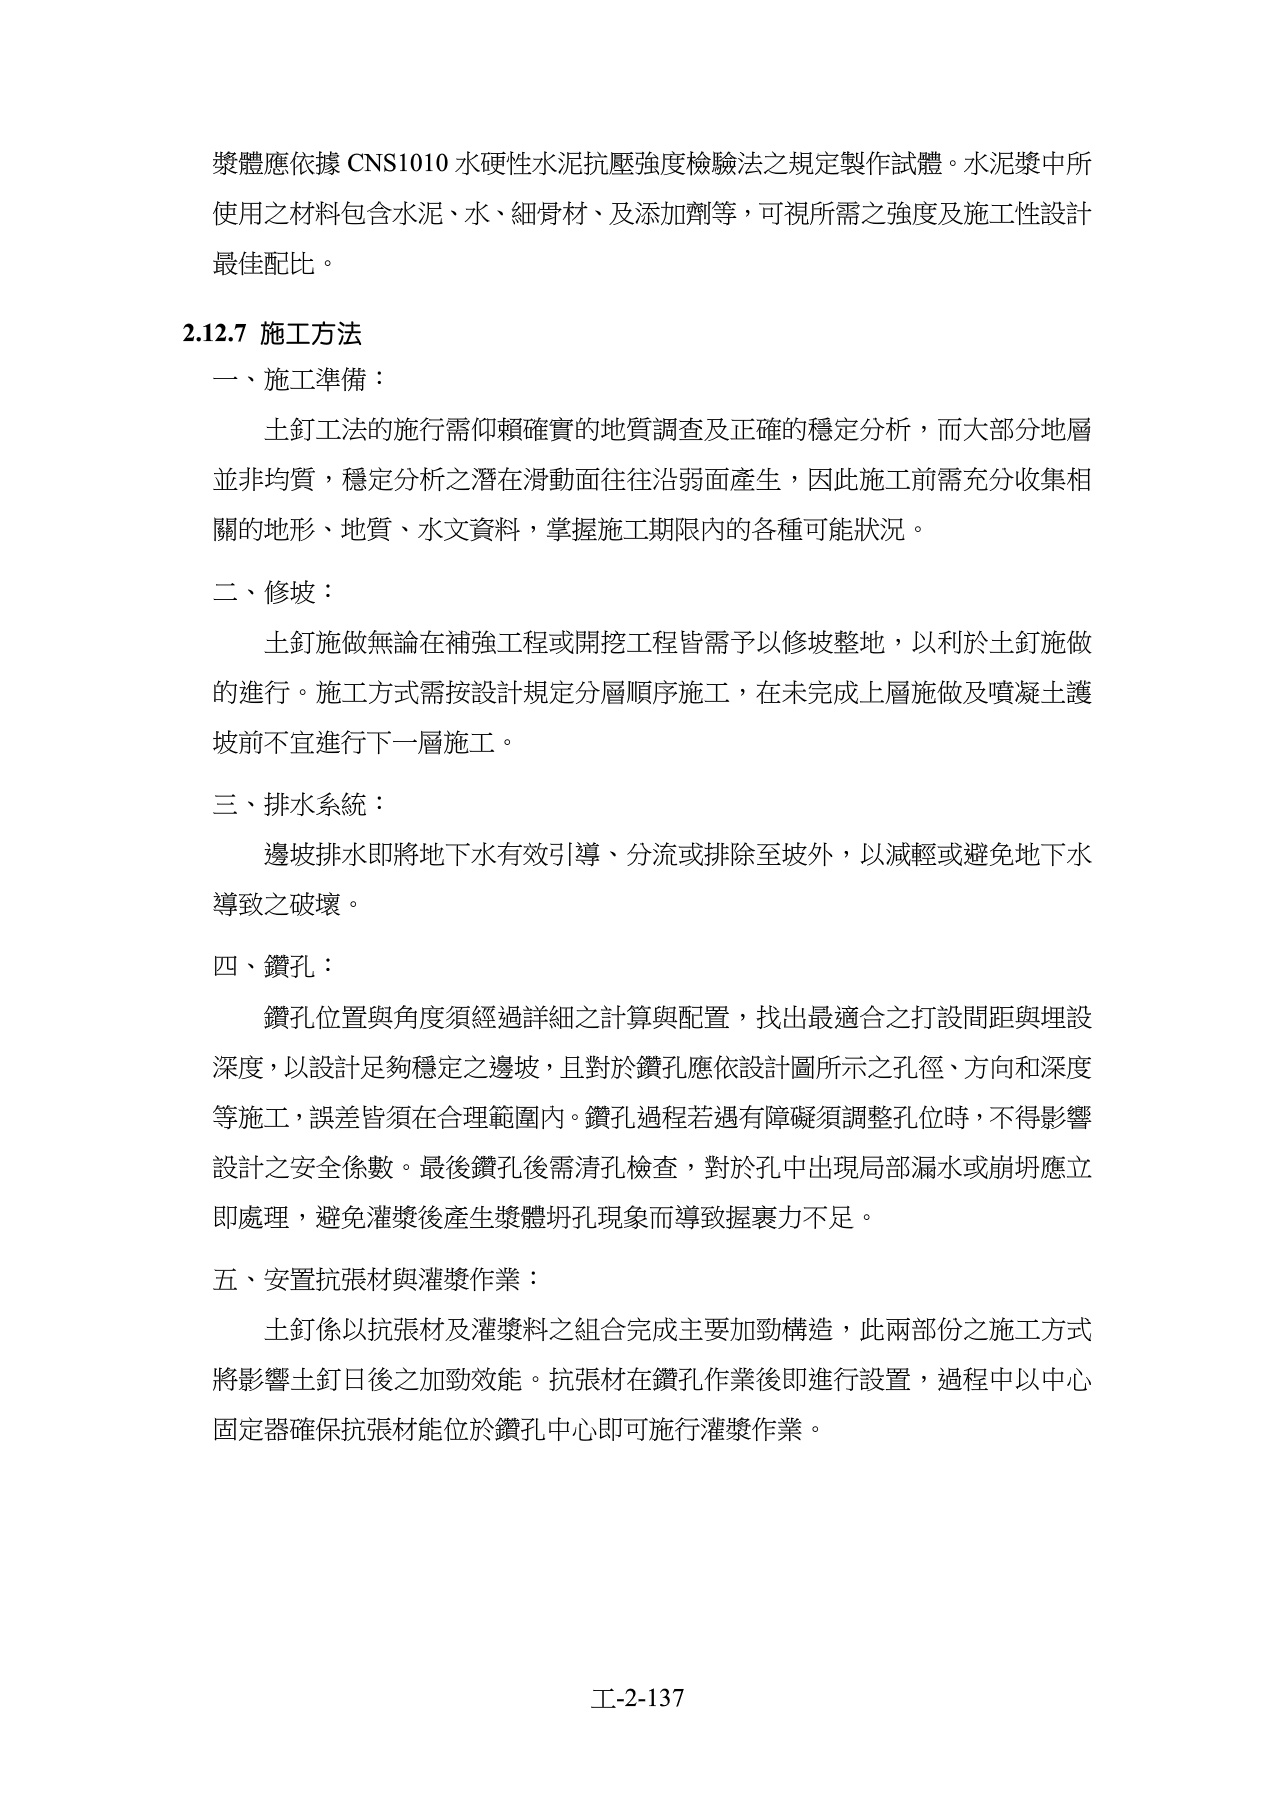 漿體應依據 CNS1010 水硬性水泥抗壓強度檢驗法之規定製作試體。水泥漿中所
使用之材料包含水泥、水、細骨材、及添加劑等，可視所需之強度及施工性設計
最佳配比。
2.12.7 施工方法
一、施工準備：
土釘工法的施行需仰賴確實的地質調查及正確的穩定分析，而大部分地層
並非均質，穩定分析之潛在滑動面往往沿弱面產生，因此施工前需充分收集相
關的地形、地質、水文資料，掌握施工期限內的各種可能狀況。
二、修坡：
土釘施做無論在補強工程或開挖工程皆需予以修坡整地，以利於土釘施做
的進行。施工方式需按設計規定分層順序施工，在未完成上層施做及噴凝土護
坡前不宜進行下一層施工。
三、排水系統：
邊坡排水即將地下水有效引導、分流或排除至坡外，以減輕或避免地下水
導致之破壞。
四、鑽孔：
鑽孔位置與角度須經過詳細之計算與配置，找出最適合之打設間距與埋設
深度，以設計足夠穩定之邊坡，且對於鑽孔應依設計圖所示之孔徑、方向和深度
等施工，誤差皆須在合理範圍內。鑽孔過程若遇有障礙須調整孔位時，不得影響
設計之安全係數。最後鑽孔後需清孔檢查，對於孔中出現局部漏水或崩坍應立
即處理，避免灌漿後產生漿體坍孔現象而導致握裹力不足。
五、安置抗張材與灌漿作業：
土釘係以抗張材及灌漿料之組合完成主要加勁構造，此兩部份之施工方式
將影響土釘日後之加勁效能。抗張材在鑽孔作業後即進行設置，過程中以中心
固定器確保抗張材能位於鑽孔中心即可施行灌漿作業。
工-2-137